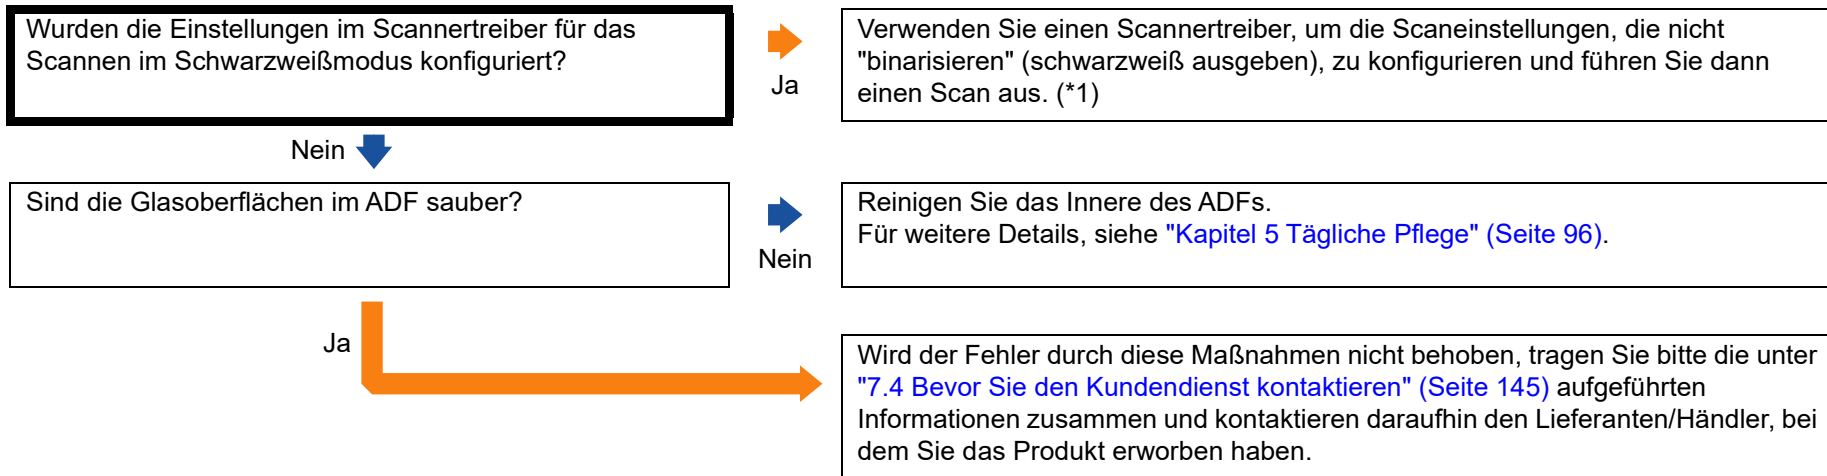 Wurden die Einstellungen im Scannertreiber für das
Scannen im Schwarzweißmodus konfiguriert?
Ja
Verwenden Sie einen Scannertreiber, um die Scaneinstellungen, die nicht
"binarisieren" (schwarzweiß ausgeben), zu konfigurieren und führen Sie dann
einen Scan aus. (*1)
Nein
Sind die Glasoberflächen im ADF sauber?
Nein
Reinigen Sie das Innere des ADFs.
Für weitere Details, siehe "Kapitel 5 Tägliche Pflege" (Seite 96).
Ja
Wird der Fehler durch diese Maßnahmen nicht behoben, tragen Sie bitte die unter
"7.4 Bevor Sie den Kundendienst kontaktieren" (Seite 145) aufgeführten
Informationen zusammen und kontaktieren daraufhin den Lieferanten/Händler, bei
dem Sie das Produkt erworben haben.